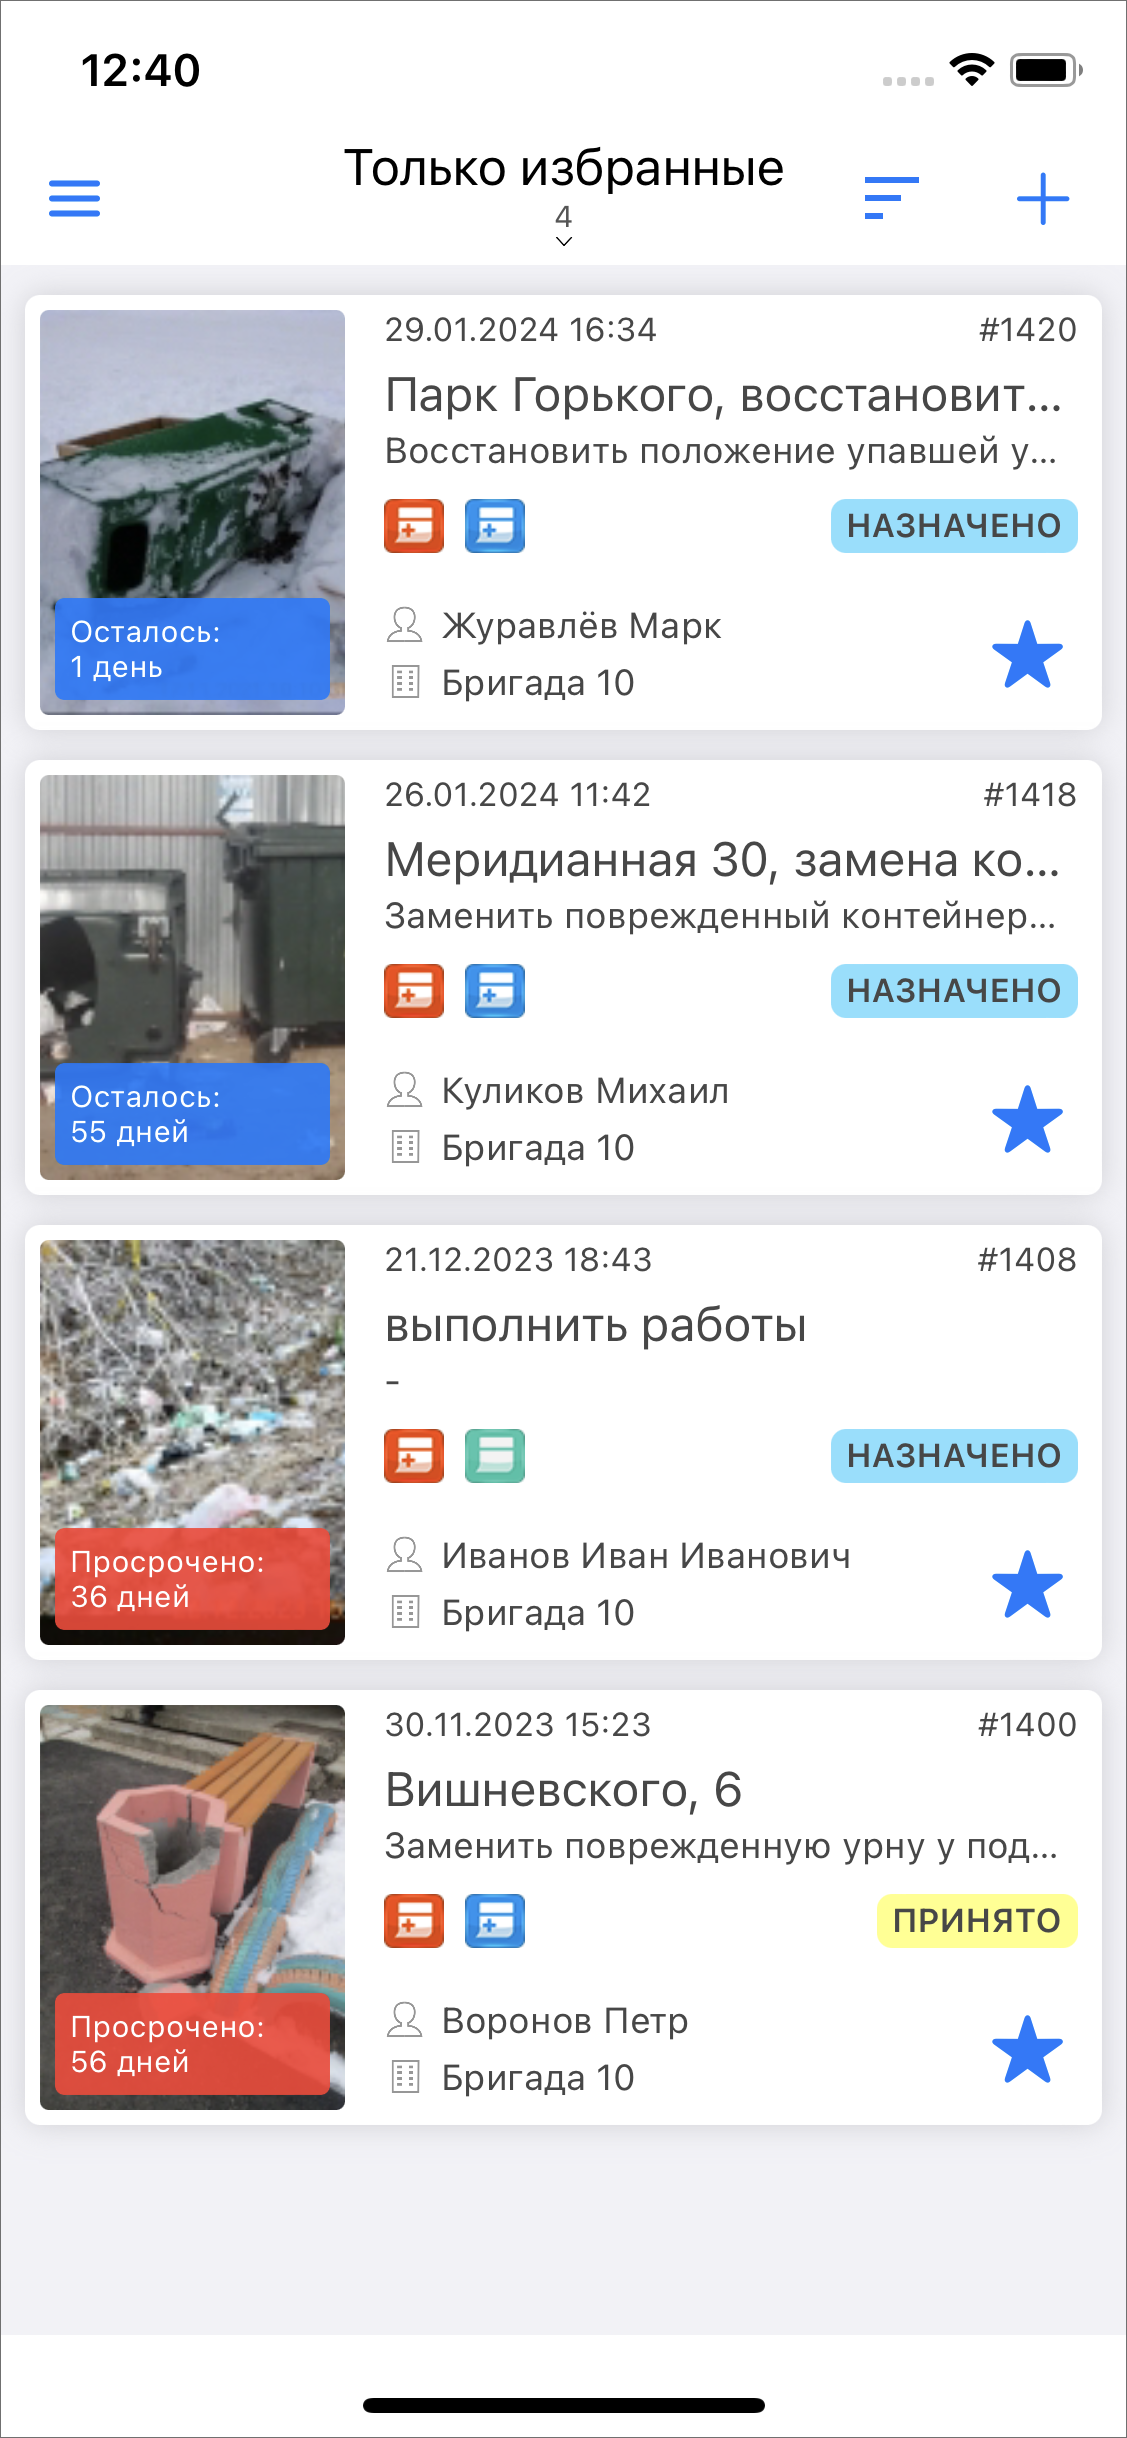 12:40
Только избранные
4
29.01.2024 16:34
#1420
Парк Горького, восстановит...
Восстановить положение упавшей у...
НАЗНАЧЕНО
Осталось:
1 день
Журавлёв Марк
Бригада 10
26.01.2024 11:42
#1418
Меридианная 30, замена ко...
Заменить поврежденный контейнер...
НАЗНАЧЕНО
Осталось:
55 дней
Куликов Михаил
Бригада 10
21.12.2023 18:43
#1408
выполнить работы
-
НАЗНАЧЕНО
Просрочено:
36 дней
Иванов Иван Иванович
Бригада 10
30.11.2023 15:23
#1400
Вишневского, 6
Заменить поврежденную урну у под...
ПРИНЯТО
Просрочено:
56 дней
Воронов Петр
Бригада 10